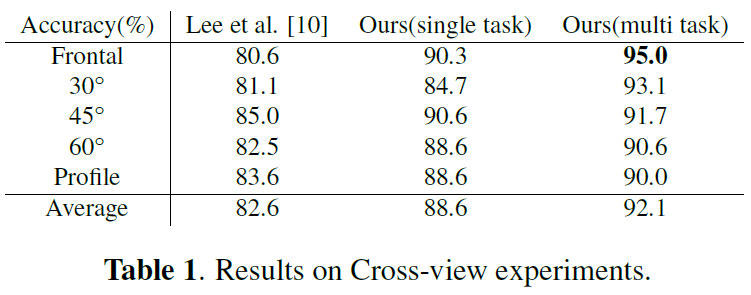 Accuracy(%) Lee et al. [10] Ours(single task) Ours(multi task)
Frontal 80.6 90.3 95.0
30° 81.1 84.7 93.1
45° 85.0 90.6 91.7
60° 82.5 88.6 90.6
Profile 83.6 88.6 90.0
Average 82.6 88.6 92.1
Table 1. Results on Cross-view experiments.